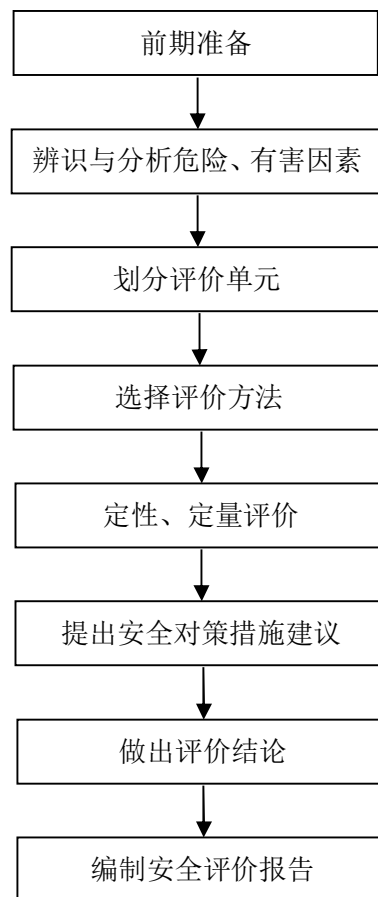 前期准备
辨识与分析危险、有害因素
划分评价单元
选择评价方法
定性、定量评价
提出安全对策措施建议
做出评价结论
编制安全评价报告